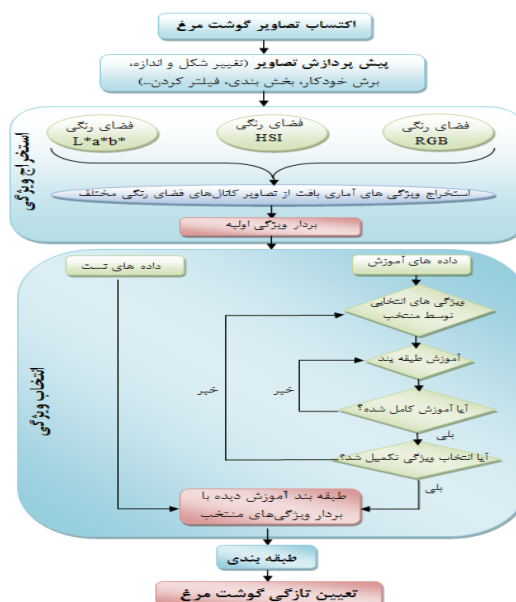 اکتساب تصاویر گوشت مرغ
پیش پردازش تصاویر (تغییر شکل و اندازه،
برش خودکار، بخش بندی، فیلتر کردن...)
استخراج ویژگی
فضای رنگی
RGB
فضای رنگی
HSI
فضای رنگی
L*a*b*
استخراج ویژگی های آماری بافت از تصاویر کانال‌های فضای رنگی مختلف
بردار ویژگی اولیه
انتخاب ویژگی
داده های آموزش
داده های تست
ویژگی های انتخابی
توسط منتخب
آموزش طبقه بند
خیر
خیر
آیا آموزش کامل شده؟
بلی
آیا انتخاب ویژگی تکمیل شد؟
بلی
طبقه بند آموزش دیده با
بردار ویژگی‌های منتخب
طبقه بندی
تعیین تازگی گوشت مرغ